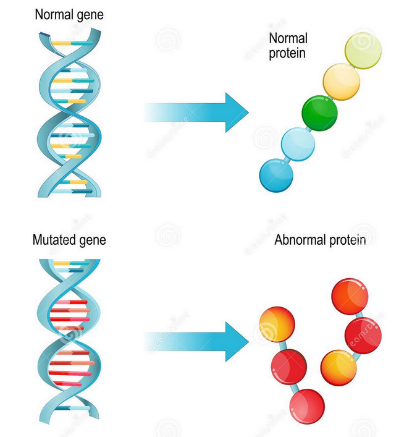 Normal gene
Normal
protein
Mutated gene
Abnormal protein